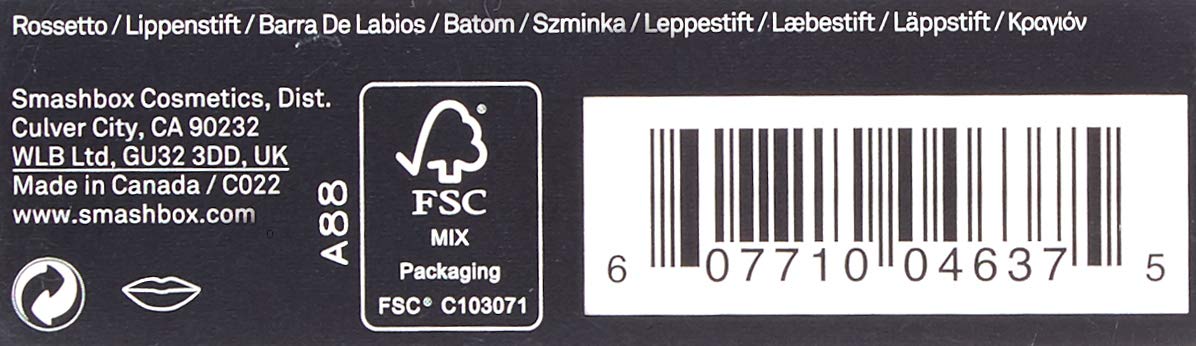 Rossetto / Lippenstift / Barra De Labios / Batom / Szminka / Leppestift / Læbestift / Läppstift / Κραγιόν
Smashbox Cosmetics, Dist.
Culver City, CA 90232
WLB Ltd, GU32 3DD, UK
Made in Canada / C022
www.smashbox.com
A88
FSC®
MIX
Packaging
FSC® C103071
6 07710 04637 5